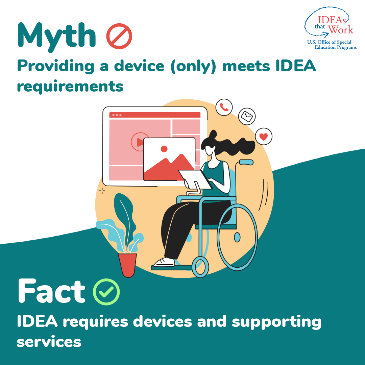 Myth
IDEAs
that Work
U.S. Office of Special
Education Programs
Providing a device (only) meets IDEA
requirements
Fact
IDEA requires devices and supporting
services